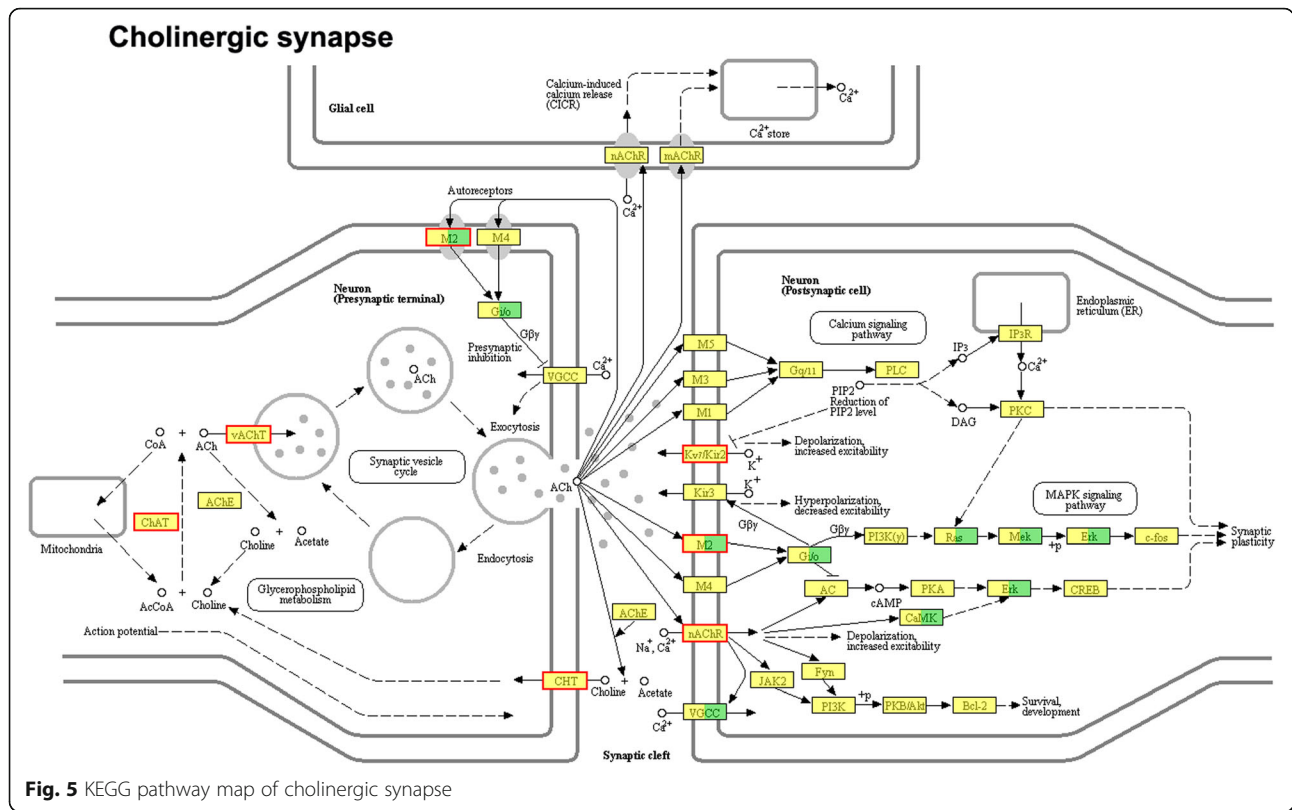 Cholinergic synapse
Calcium-induced
calcium release
(CICR)
Glial cell
Ca2+
Ca2+ store
nAChR
mAChR
Ca2+
Autoreceptors
M2
M4
Neuron
(Presynaptic terminal)
Gi/o
Gβγ
Presynaptic
inhibition
Ca2+
VGCC
ACh
Exocytosis
CoA
+
ACh
vAChT
Synaptic vesicle
cycle
ACh
AChE
ChAT
Mitochondria
Choline
+
Acetate
Endocytosis
AcCoA
+
Choline
Glycerophospholipid
metabolism
Action potential
AChE
CHT
Choline
+
Acetate
Na+, Ca2+
Ca2+
Synaptic cleft
Neuron
(Postsynaptic cell)
Calcium signaling
pathway
Endoplasmic
reticulum (ER)
IP3R
IP3
Ca2+
M5
M3
M1
Gq/11
PLC
PIP2
Reduction of
PIP2 level
DAG
PKC
Kv7/Kir2
K+
Depolarization,
increased excitability
Kir3
K+
Hyperpolarization,
decreased excitability
MAPK signaling
pathway
Gβγ
Gβγ
M2
Gi/o
PI3K(γ)
Ras
Mek
+p
Erk
c-fos
Synaptic
plasticity
M4
AC
cAMP
PKA
Erk
CREB
CaMK
nAChR
Depolarization,
increased excitability
JAK2
Fyn
PI3K
+p
PKB/Akt
Bcl-2
Survival,
development
VGCC
Fig. 5 KEGG pathway map of cholinergic synapse